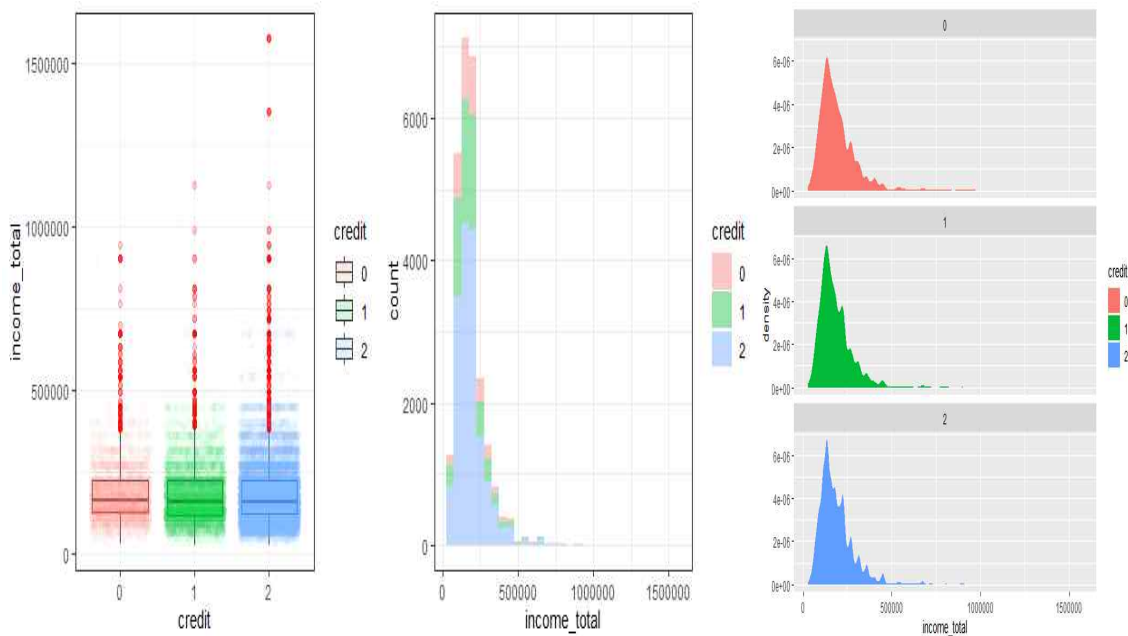 income_total
1500000
1000000
500000
0
0
1
2
credit
credit
0
1
2
count
6000
4000
2000
0
0
500000
1000000
1500000
income_total
credit
0
1
2
density
0
6e-06
4e-06
2e-06
0e+00
1
6e-06
4e-06
2e-06
0e+00
2
6e-06
4e-06
2e-06
0e+00
0
500000
1000000
1500000
income_total
credit
0
1
2